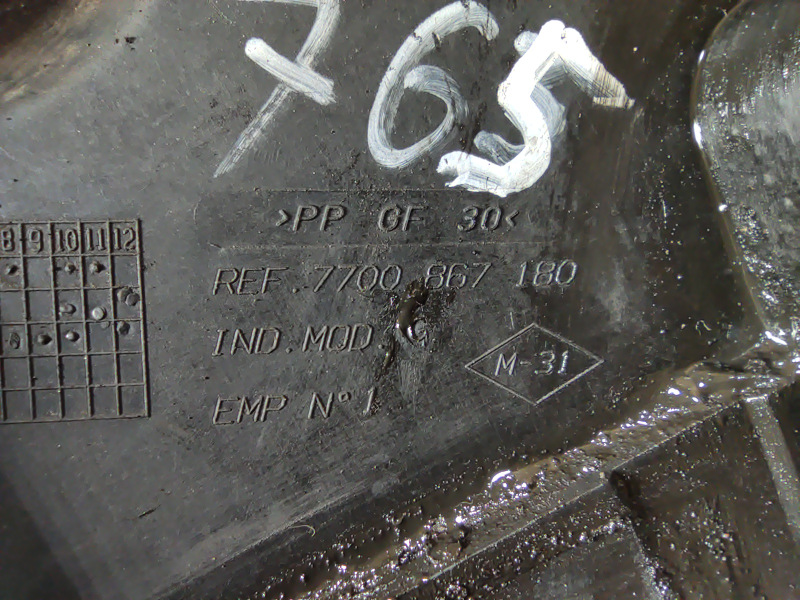 765
>PP GF 30<
8 9 10 11 12
REF 7700 867 180
IND.MOD. G
M-31
EMP N°1